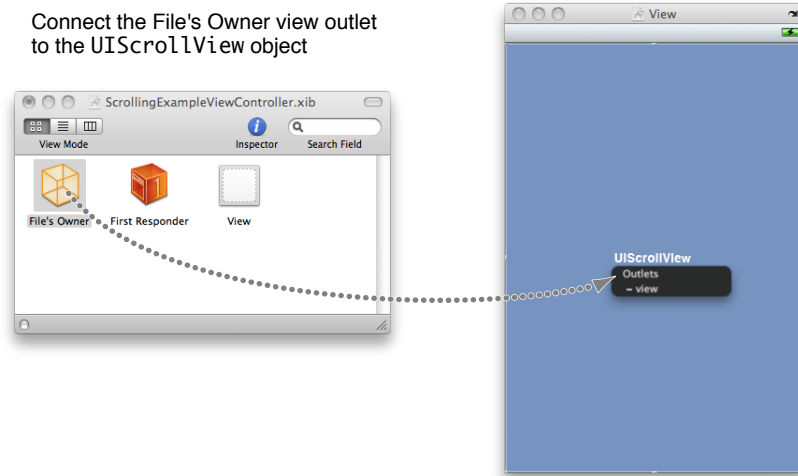 Connect the File's Owner view outlet
to the UIScrollView object
View
ScrollingExampleViewController.xib
View Mode
Inspector
Search Field
File's Owner
First Responder
View
UIScrollView
Outlets
– view